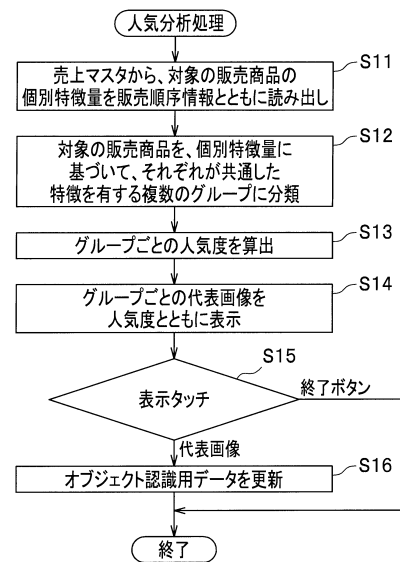 人気分析処理
S11
売上マスタから、対象の販売商品の
個別特徴量を販売順序情報とともに読み出し
S12
対象の販売商品を、個別特徴量に
基づいて、それぞれが共通した
特徴を有する複数のグループに分類
S13
グループごとの人気度を算出
S14
グループごとの代表画像を
人気度とともに表示
S15
表示タッチ
終了ボタン
代表画像
S16
オブジェクト認識用データを更新
終了